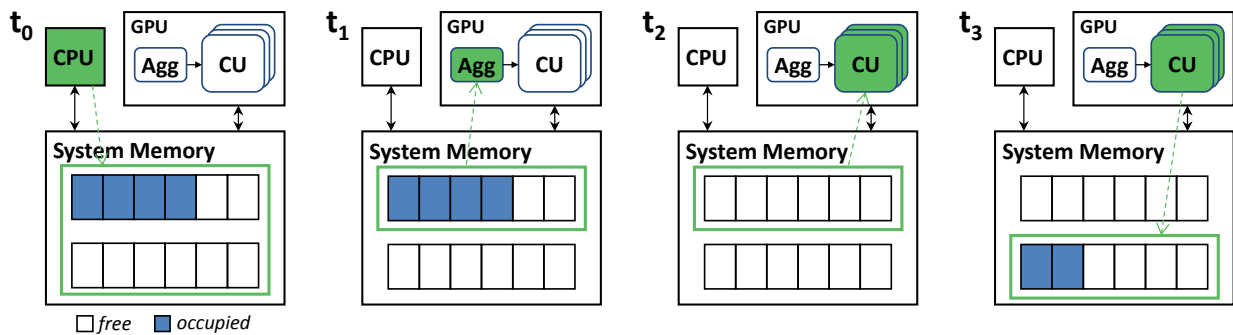 t0
CPU
GPU
Agg
CU
System Memory
t1
CPU
GPU
Agg
CU
System Memory
t2
CPU
GPU
Agg
CU
System Memory
t3
CPU
GPU
Agg
CU
System Memory
free
occupied